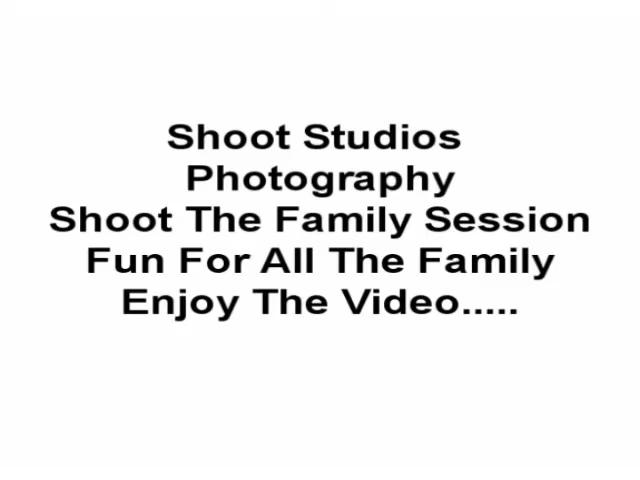 Shoot Studios
Photography
Shoot The Family Session
Fun For All The Family
Enjoy The Video.....